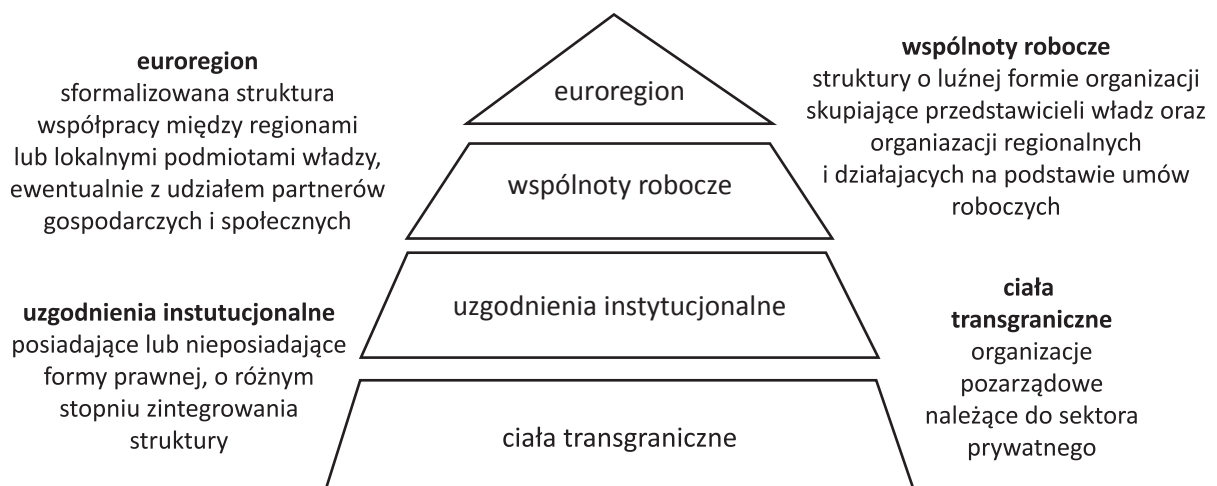 euroregion
sformalizowana struktura
współpracy między regionami
lub lokalnymi podmiotami władzy,
ewentualnie z udziałem partnerów
gospodarczych i społecznych
uzgodnienia instutucjonalne
posiadające lub nieposiadające
formy prawnej, o różnym
stopniu zintegrowania
struktury
euroregion
wspólnoty robocze
uzgodnienia instytucjonalne
ciała transgraniczne
wspólnoty robocze
struktury o luźnej formie organizacji
skupiające przedstawicieli władz oraz
organiazacji regionalnych
i działajacych na podstawie umów
roboczych
ciała
transgraniczne
organizacje
pozarządowe
należące do sektora
prywatnego